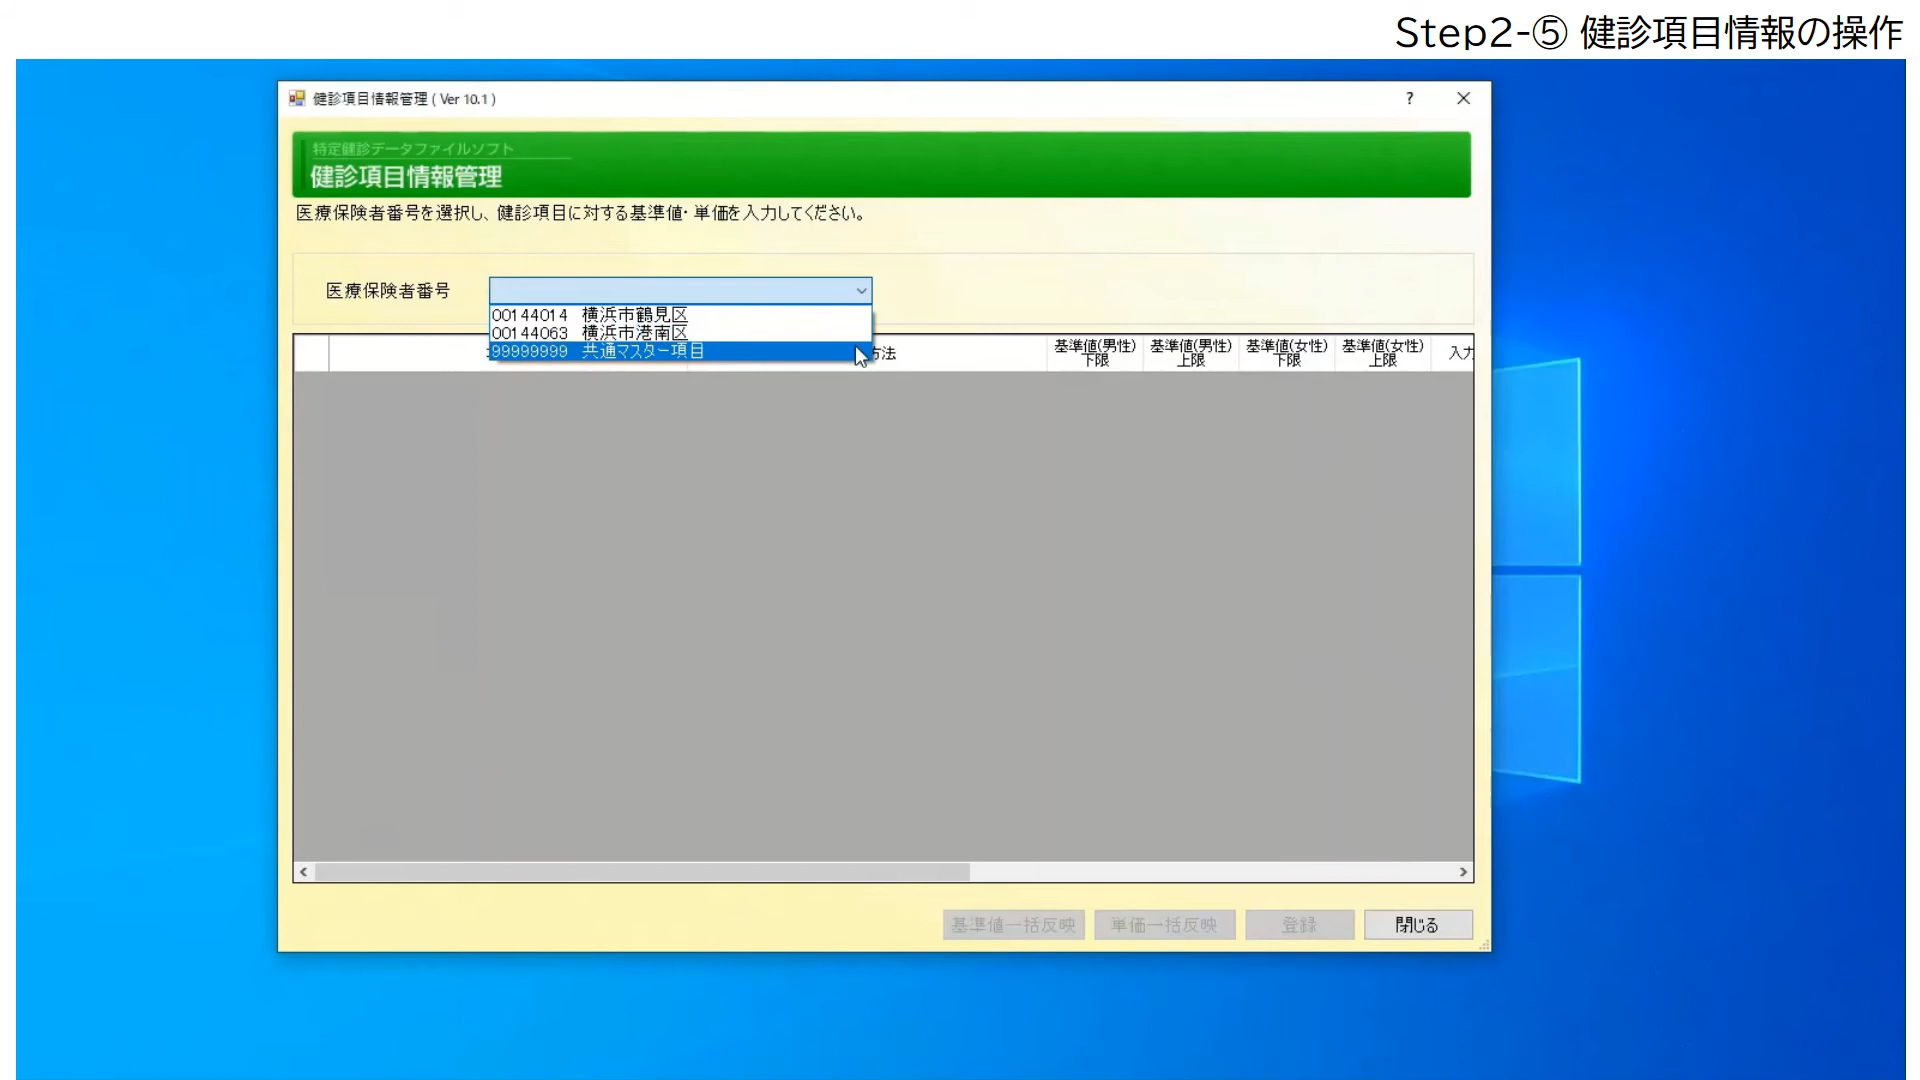 Step2-⑤ 健診項目情報の操作
健診項目情報管理 ( Ver 10.1 )
?
特定健診データファイルソフト
健診項目情報管理
医療保険者番号を選択し、健診項目に対する基準値・単価を入力してください。
医療保険者番号
00144014 横浜市鶴見区
00144063 横浜市港南区
99999999 共通マスター項目
方法
基準値(男性)
下限
基準値(男性)
上限
基準値(女性)
下限
基準値(女性)
上限
入力
基準値一括反映
単価一括反映
登録
閉じる